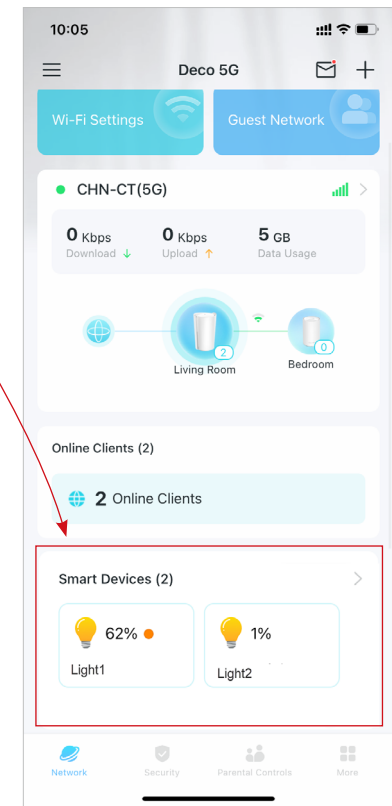 10:05
Deco 5G
Wi-Fi Settings
Guest Network
CHN-CT(5G)
0 Kbps 0 Kbps 5 GB
Download ↓ Upload ↑ Data Usage
2 0
Living Room Bedroom
Online Clients (2)
2 Online Clients
Smart Devices (2)
62% 1%
Light1 Light2
Network Security Parental Controls More